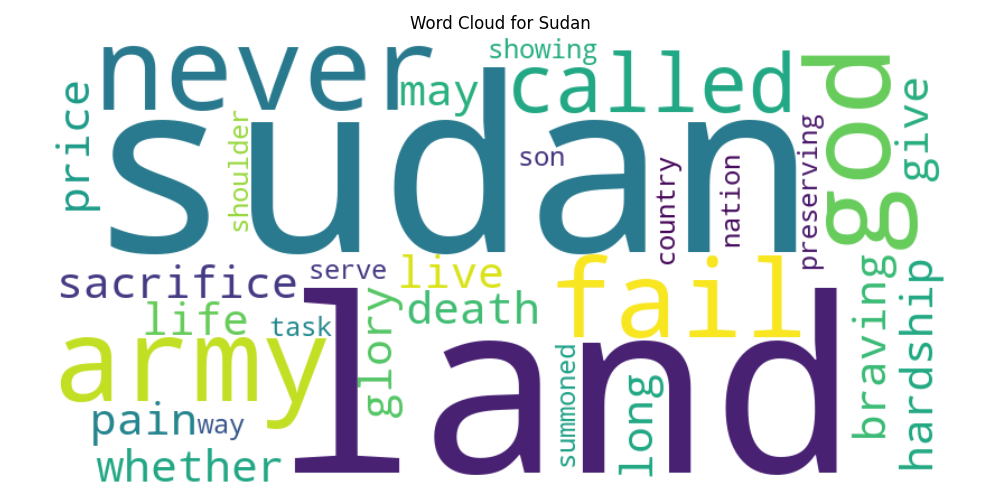 Word Cloud for Sudan
never
may
showing
called
god
give
price
sudan
shoulder
son
country
nation
preserving
sacrifice
serve
live
fail
life
task
glory
death
braving
hardship
army
land
pain
way
summoned
long
whether